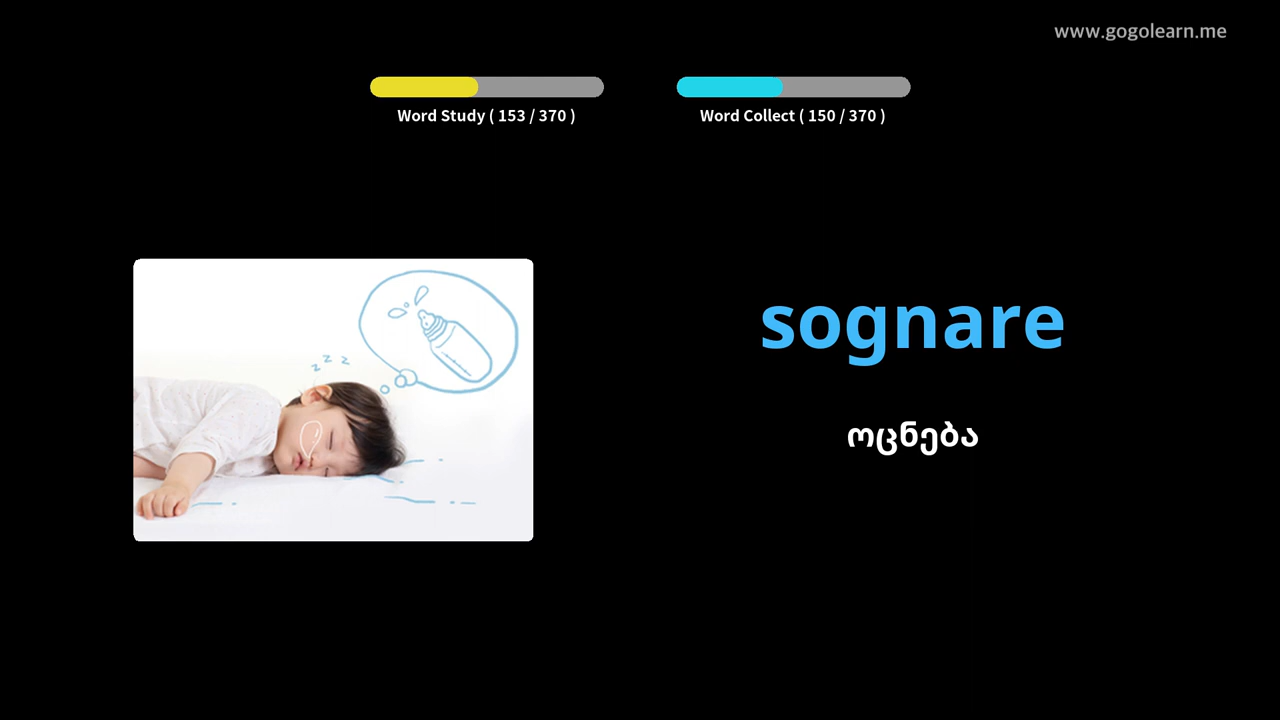 www.gogolearn.me
Word Study ( 153 / 370 )
Word Collect ( 150 / 370 )
z z z
sognare
ოცნება